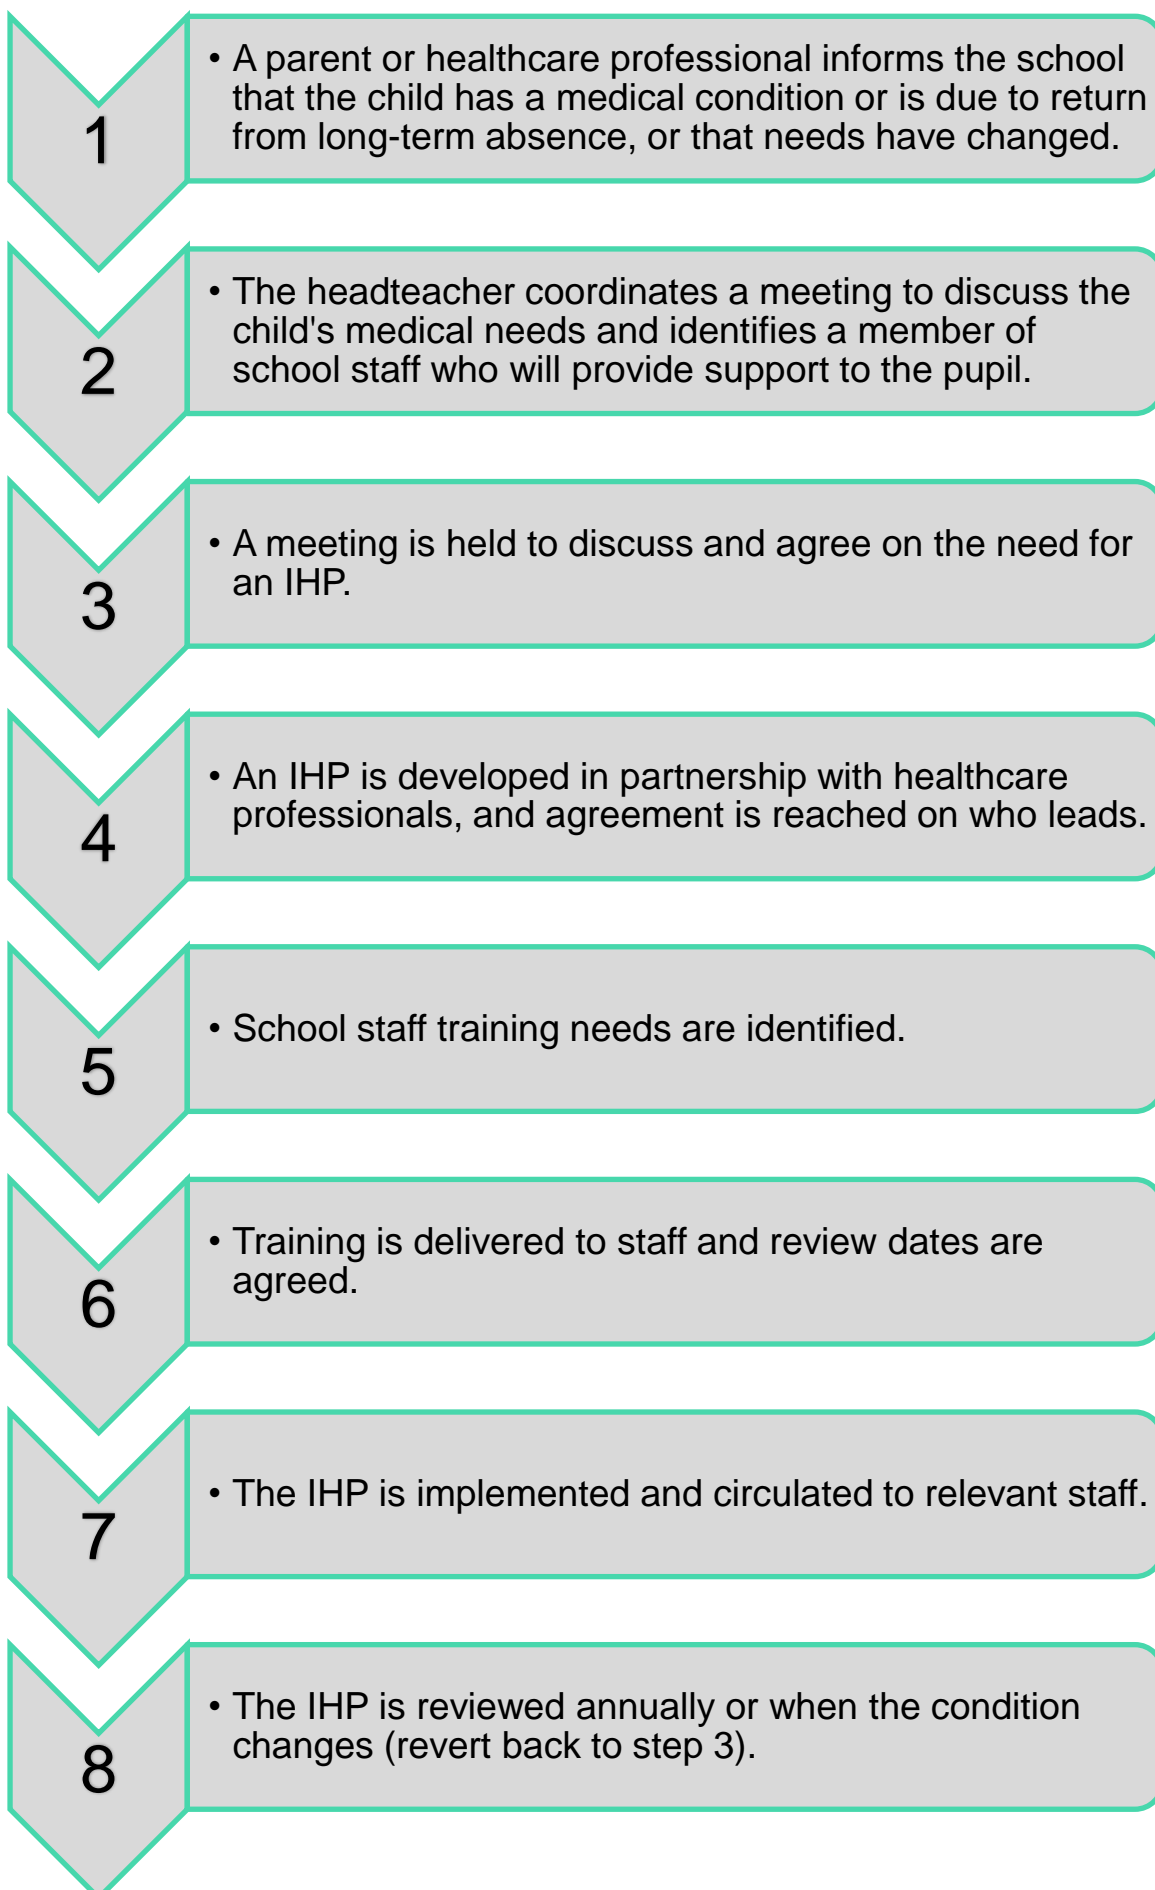 1
• A parent or healthcare professional informs the school
that the child has a medical condition or is due to return
from long-term absence, or that needs have changed.
2
• The headteacher coordinates a meeting to discuss the
child's medical needs and identifies a member of
school staff who will provide support to the pupil.
3
• A meeting is held to discuss and agree on the need for
an IHP.
4
• An IHP is developed in partnership with healthcare
professionals, and agreement is reached on who leads.
5
• School staff training needs are identified.
6
• Training is delivered to staff and review dates are
agreed.
7
• The IHP is implemented and circulated to relevant staff.
8
• The IHP is reviewed annually or when the condition
changes (revert back to step 3).